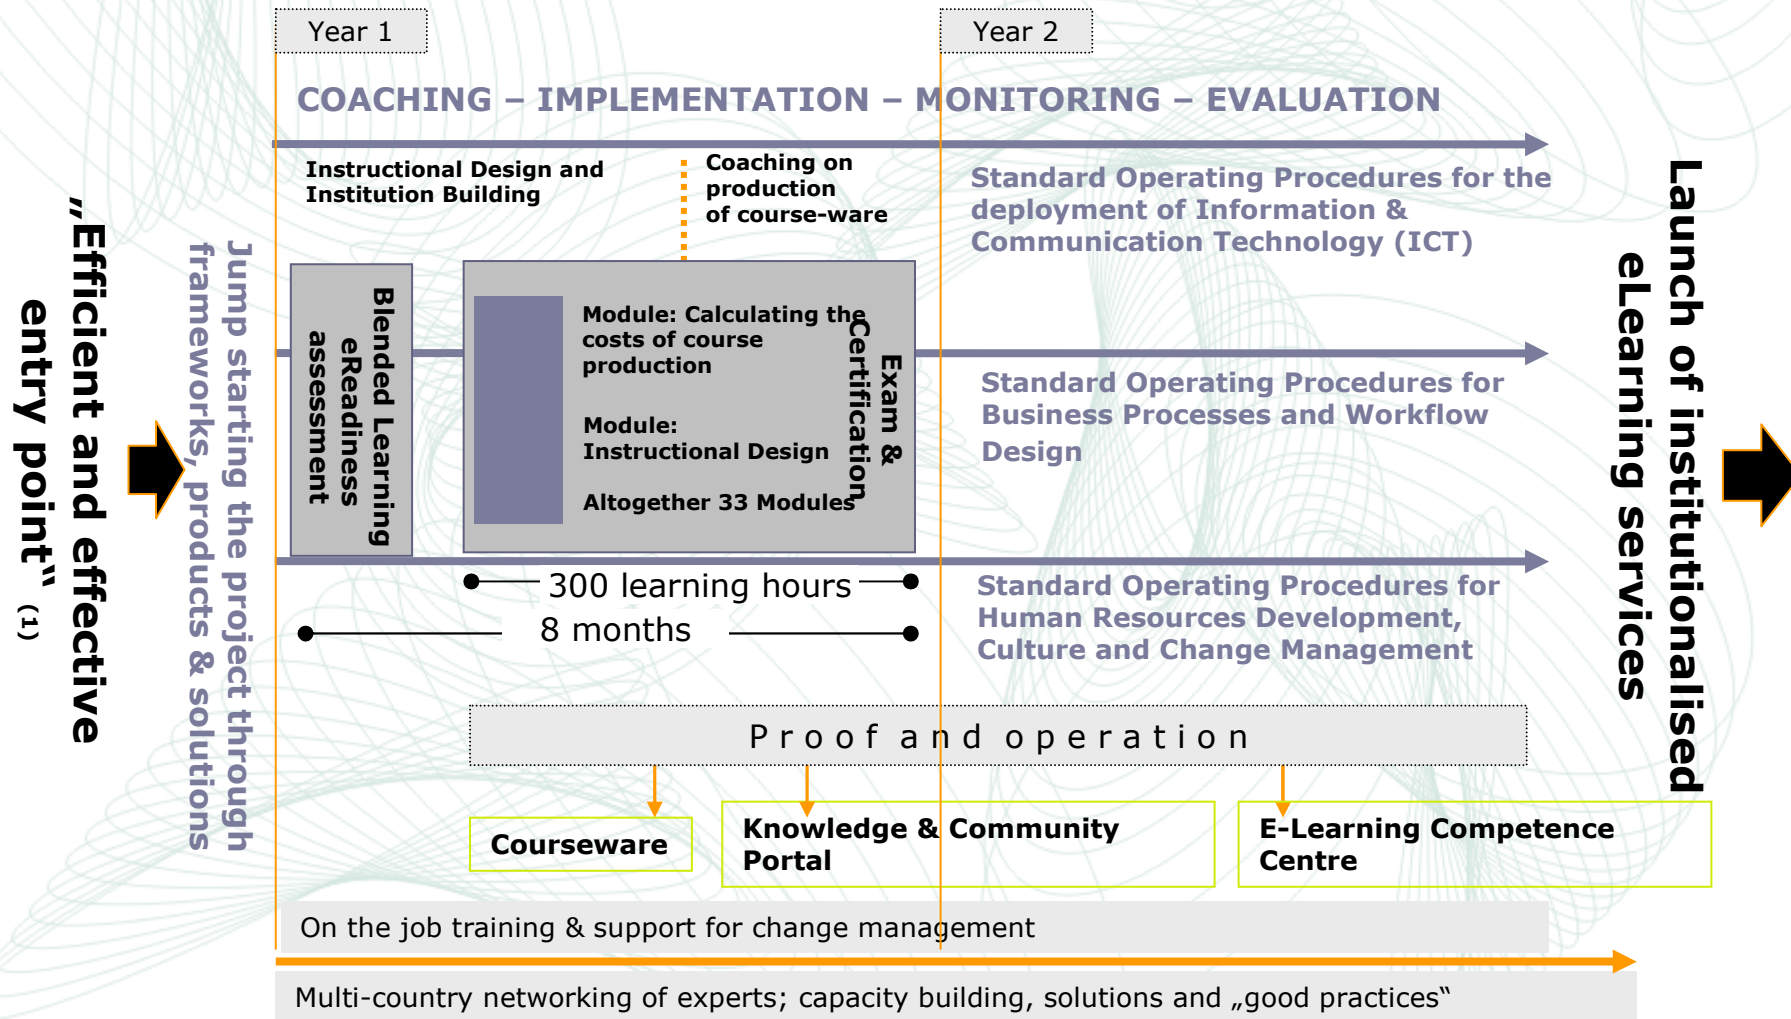 Year 1
Year 2
COACHING – IMPLEMENTATION – MONITORING – EVALUATION
„Efficient and effective
entry point“ (1)
Jump starting the project through
frameworks, products & solutions
Instructional Design and
Institution Building
Coaching on
production
of course-ware
Blended Learning
eReadiness
assessment
Module: Calculating the
costs of course
production
Module:
Instructional Design
Altogether 33 Modules
Exam &
Certification
300 learning hours
8 months
Standard Operating Procedures for the
deployment of Information &
Communication Technology (ICT)
Standard Operating Procedures for
Business Processes and Workflow
Design
Standard Operating Procedures for
Human Resources Development,
Culture and Change Management
Launch of institutionalised
eLearning services
Proof and operation
Courseware
Knowledge & Community
Portal
E-Learning Competence
Centre
On the job training & support for change management
Multi-country networking of experts; capacity building, solutions and „good practices“